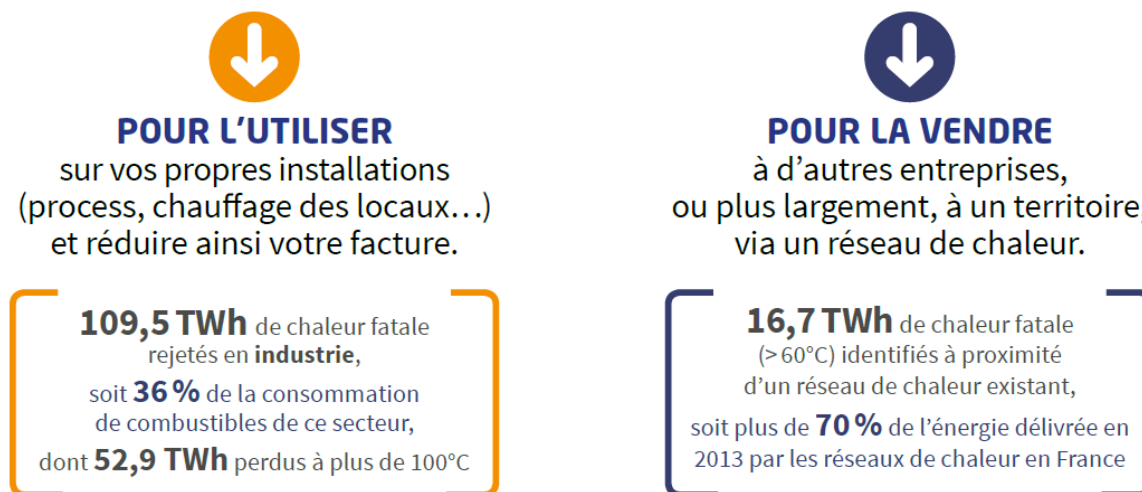 POUR L’UTILISER
sur vos propres installations
(process, chauffage des locaux…)
et réduire ainsi votre facture.
109,5 TWh de chaleur fatale
rejetés en industrie,
soit 36 % de la consommation
de combustibles de ce secteur,
dont 52,9 TWh perdus à plus de 100°C
POUR LA VENDRE
à d’autres entreprises,
ou plus largement, à un territoire,
via un réseau de chaleur.
16,7 TWh de chaleur fatale
(> 60°C) identifiés à proximité
d’un réseau de chaleur existant,
soit plus de 70 % de l’énergie délivrée en
2013 par les réseaux de chaleur en France